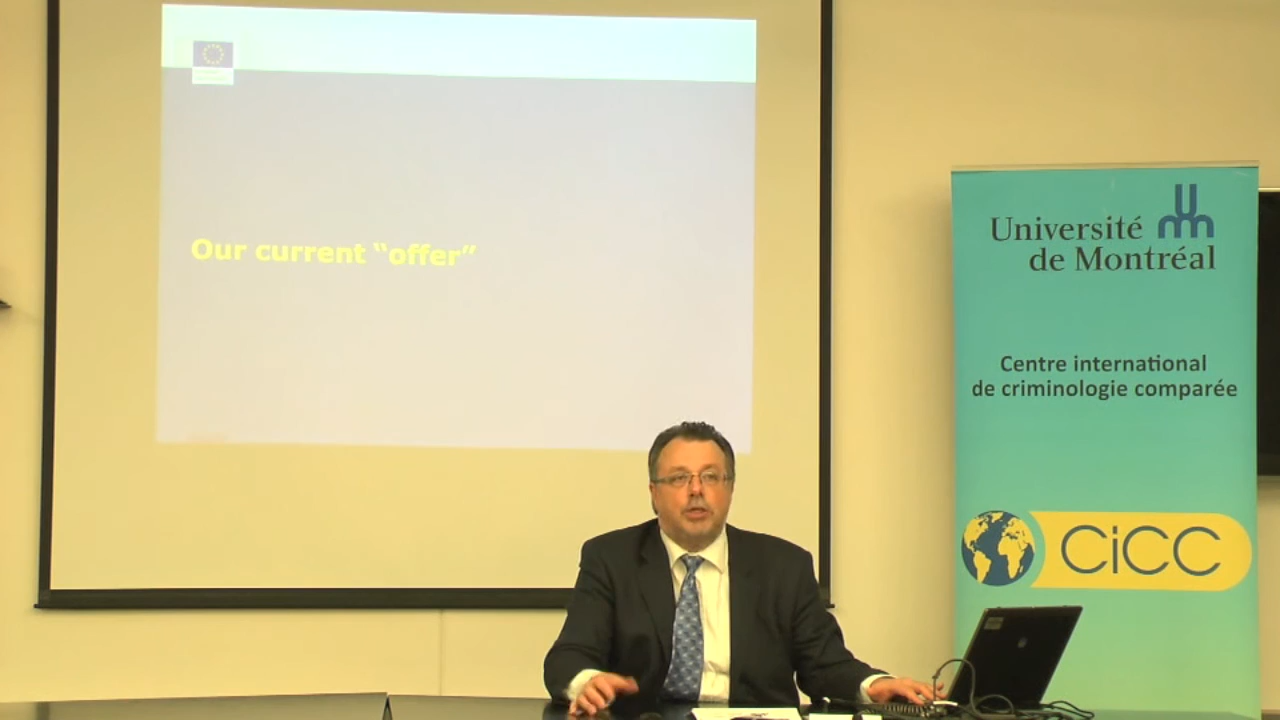 Our current “offer”
Université
de Montréal
Centre international
de criminologie comparée
CiCC